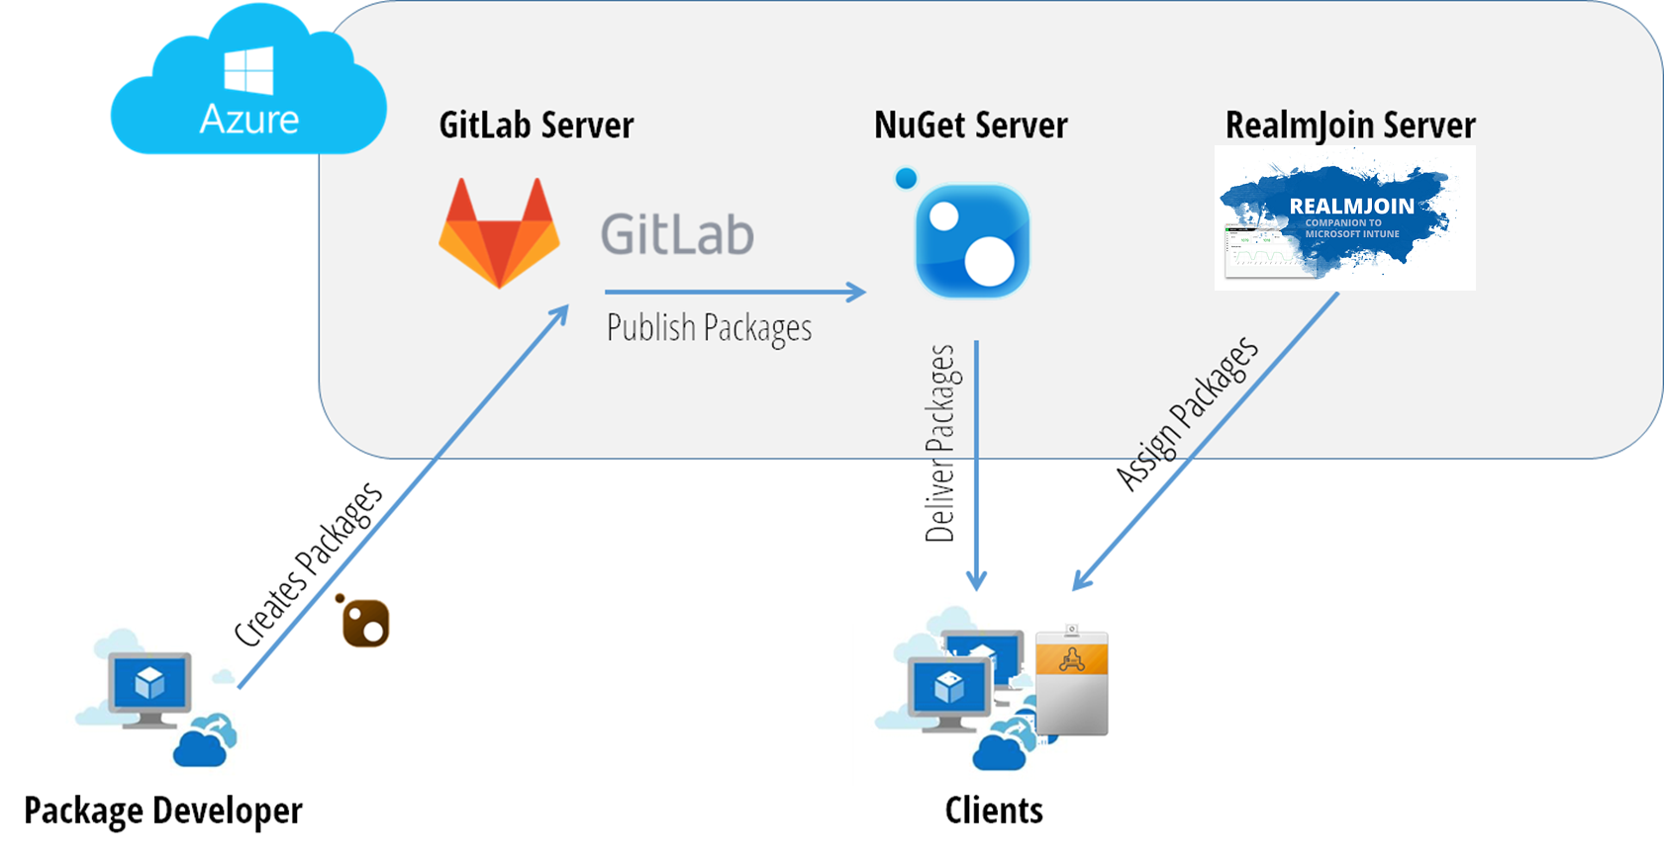 Azure
GitLab Server
NuGet Server
RealmJoin Server
GitLab
REALMJOIN
COMPANION TO
MICROSOFT INTUNE
Publish Packages
Deliver Packages
Assign Packages
Creates Packages
Package Developer
Clients